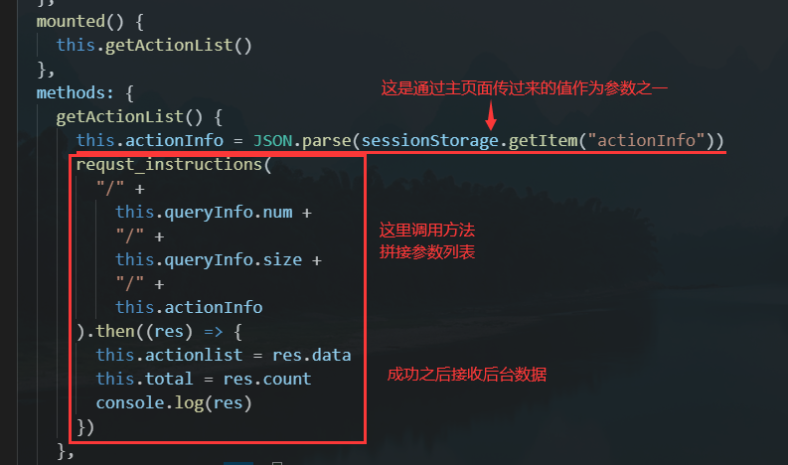 },
mounted() {
this.getActionList()
},
methods: {
这是通过主页面传过来的值作为参数之一
getActionList() {
this.actionInfo = JSON.parse(sessionStorage.getItem("actionInfo"))
requst_instructions(
"/" +
this.queryInfo.num +
这里调用方法
"/" +
拼接参数列表
this.queryInfo.size +
"/" +
this.actionInfo
).then((res) => {
this.actionlist = res.data
成功之后接收后台数据
this.total = res.count
console.log(res)
})
},